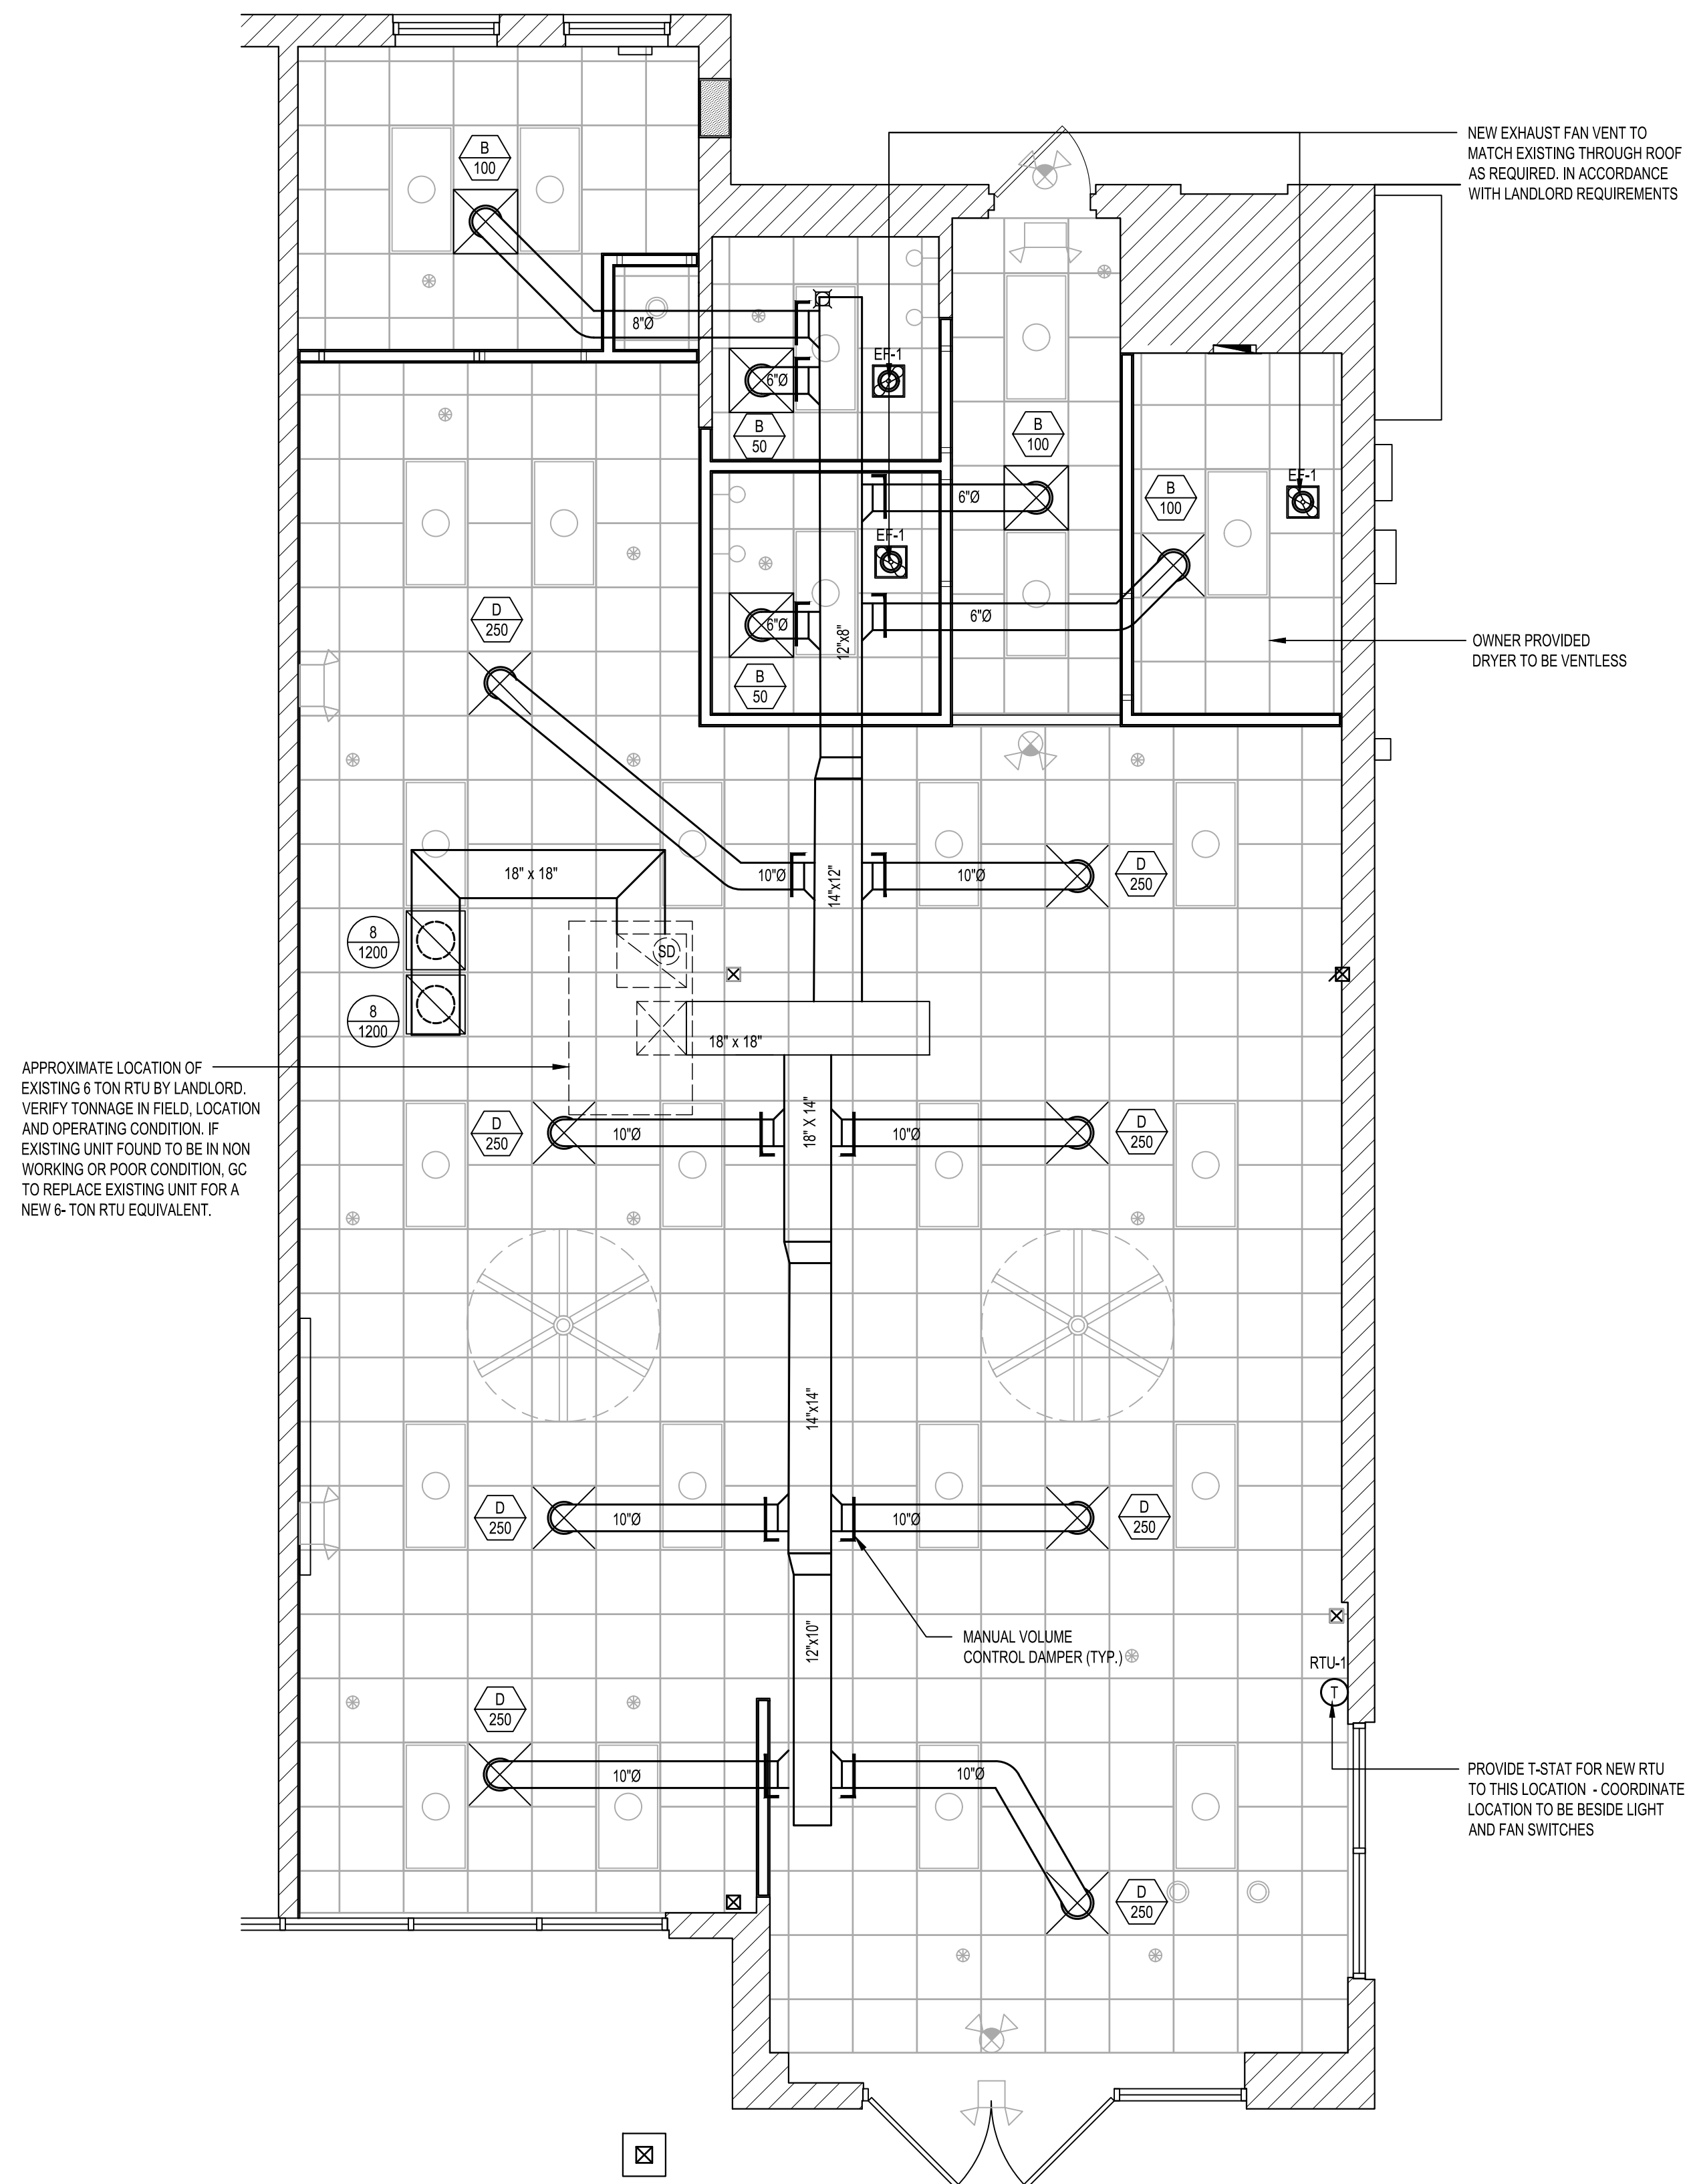 NEW EXHAUST FAN VENT TO
MATCH EXISTING THROUGH ROOF
AS REQUIRED. IN ACCORDANCE
WITH LANDLORD REQUIREMENTS
B
100
8"Ø
EF-1
6"Ø
B
50
B
100
EF-1
B
100
6"Ø
EF-1
6"Ø
6"Ø
12"x8"
B
50
D
250
OWNER PROVIDED
DRYER TO BE VENTLESS
10"Ø
14"x12"
10"Ø
D
250
18" x 18"
8
1200
SD
8
1200
18" x 18"
APPROXIMATE LOCATION OF
EXISTING 6 TON RTU BY LANDLORD.
VERIFY TONNAGE IN FIELD, LOCATION
AND OPERATING CONDITION. IF
EXISTING UNIT FOUND TO BE IN NON
WORKING OR POOR CONDITION, GC
TO REPLACE EXISTING UNIT FOR A
NEW 6- TON RTU EQUIVALENT.
D
250
10"Ø
18" X 14"
10"Ø
D
250
14"x14"
D
250
10"Ø
10"Ø
D
250
12"x10"
MANUAL VOLUME
CONTROL DAMPER (TYP.)
RTU-1
T
D
250
10"Ø
10"Ø
PROVIDE T-STAT FOR NEW RTU
TO THIS LOCATION - COORDINATE
LOCATION TO BE BESIDE LIGHT
AND FAN SWITCHES
D
250